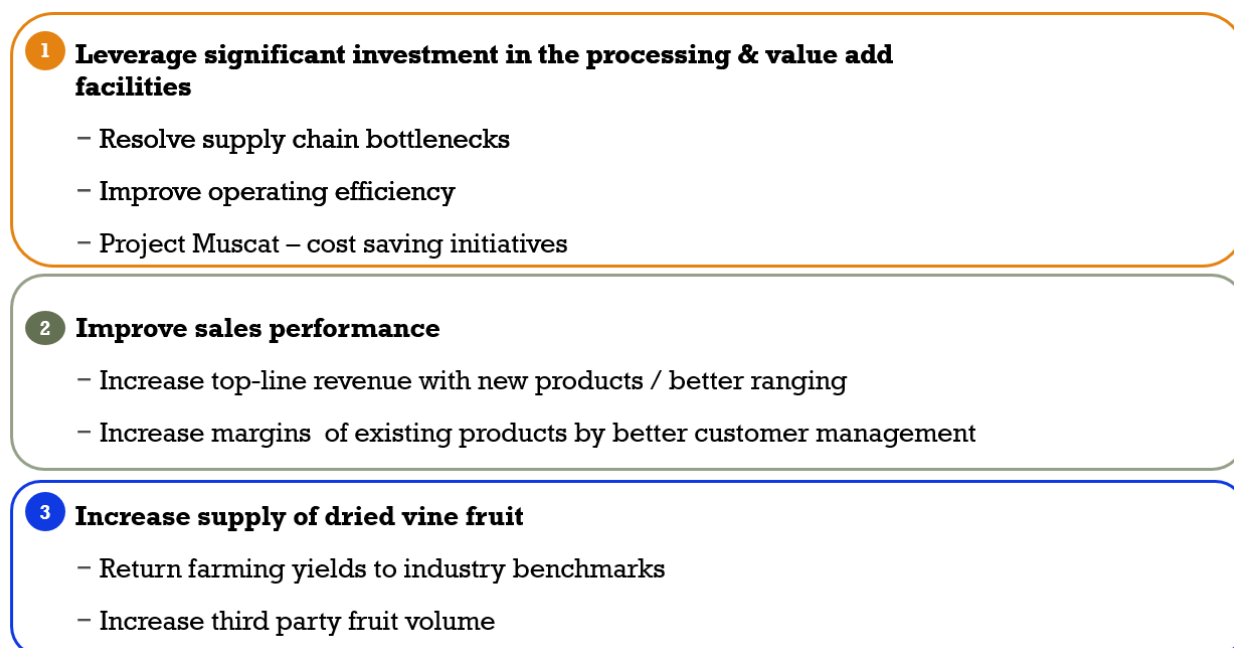 1 Leverage significant investment in the processing & value add
facilities
– Resolve supply chain bottlenecks
– Improve operating efficiency
– Project Muscat – cost saving initiatives
2 Improve sales performance
– Increase top-line revenue with new products / better ranging
– Increase margins  of existing products by better customer management
3 Increase supply of dried vine fruit
– Return farming yields to industry benchmarks
– Increase third party fruit volume